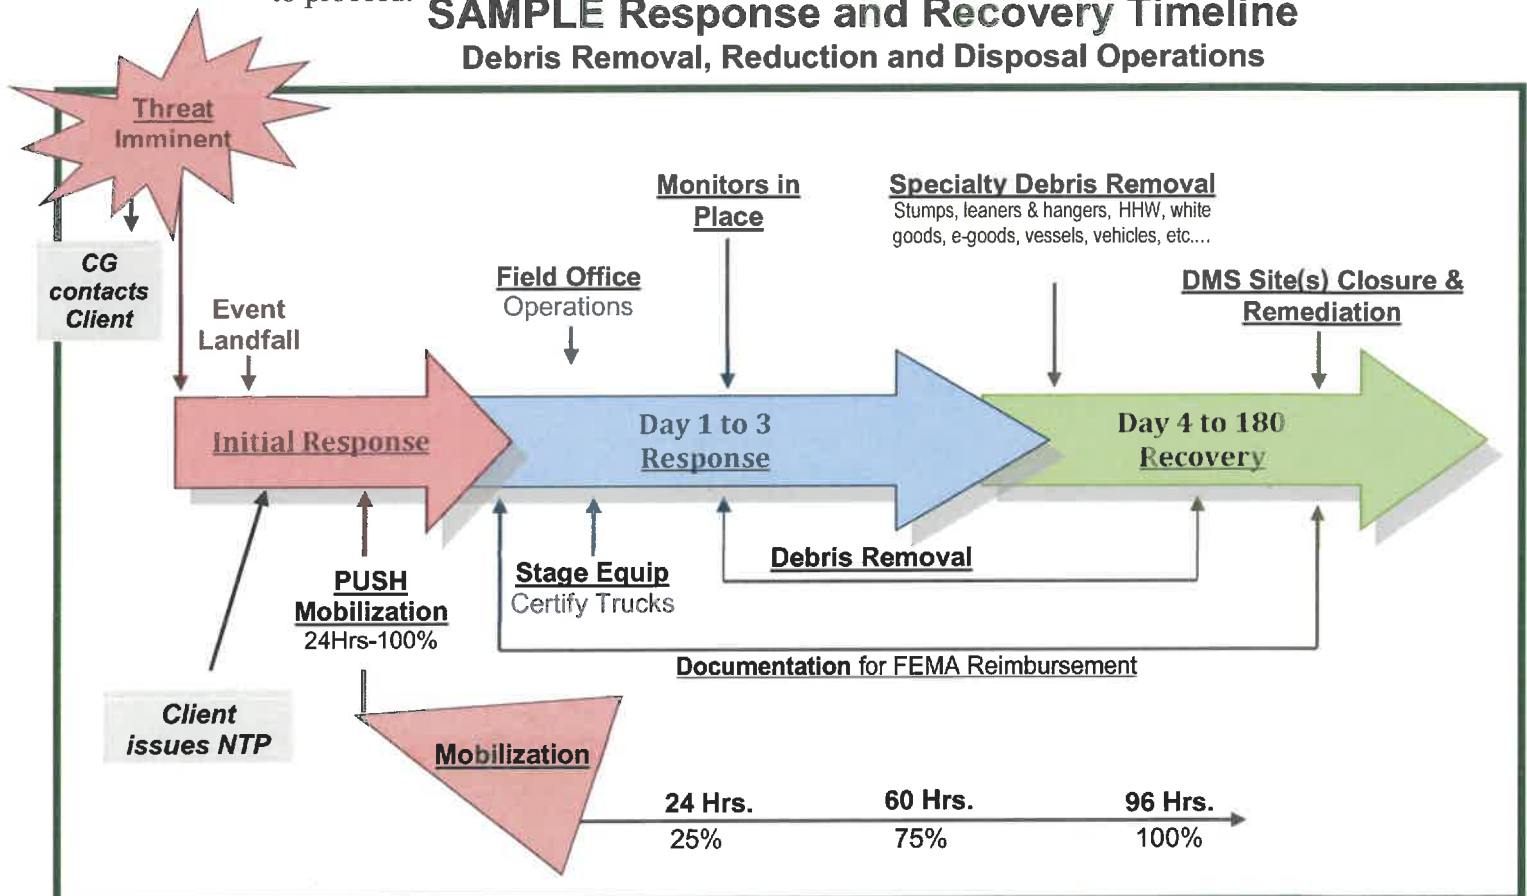 to proceed.
SAMPLE Response and Recovery Timeline
Debris Removal, Reduction and Disposal Operations
Threat
Imminent
CG
contacts
Client
Event
Landfall
Field Office
Operations
Monitors in
Place
Specialty Debris Removal
Stumps, leaners & hangers, HHW, white
goods, e-goods, vessels, vehicles, etc....
DMS Site(s) Closure &
Remediation
Initial Response
Day 1 to 3
Response
Day 4 to 180
Recovery
PUSH
Mobilization
24Hrs-100%
Stage Equip
Certify Trucks
Debris Removal
Documentation for FEMA Reimbursement
Client
issues NTP
Mobilization
24 Hrs.
25%
60 Hrs.
75%
96 Hrs.
100%